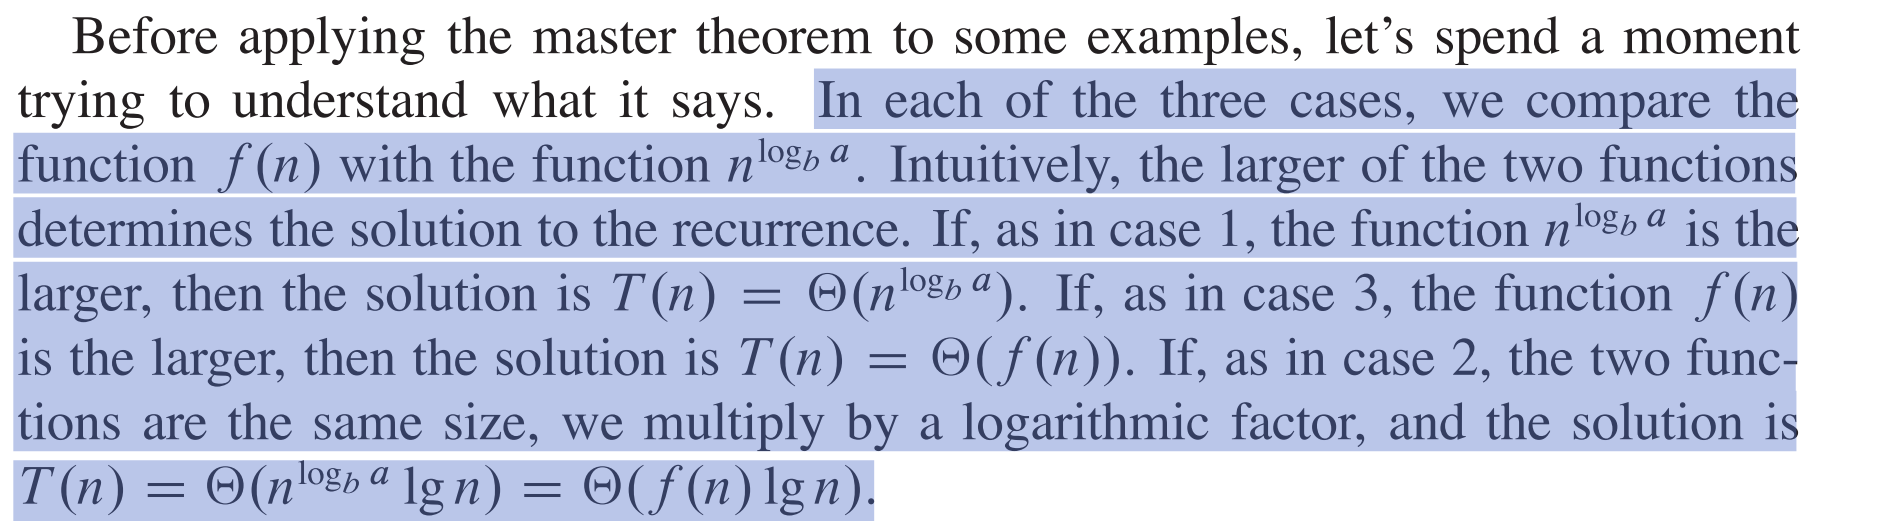 Before applying the master theorem to some examples, let’s spend a moment
trying to understand what it says. In each of the three cases, we compare the
function f(n) with the function n^{log_b a}. Intuitively, the larger of the two functions
determines the solution to the recurrence. If, as in case 1, the function n^{log_b a} is the
larger, then the solution is T(n) = Θ(n^{log_b a}). If, as in case 3, the function f(n)
is the larger, then the solution is T(n) = Θ(f(n)). If, as in case 2, the two func-
tions are the same size, we multiply by a logarithmic factor, and the solution is
T(n) = Θ(n^{log_b a} lg n) = Θ(f(n) lg n).